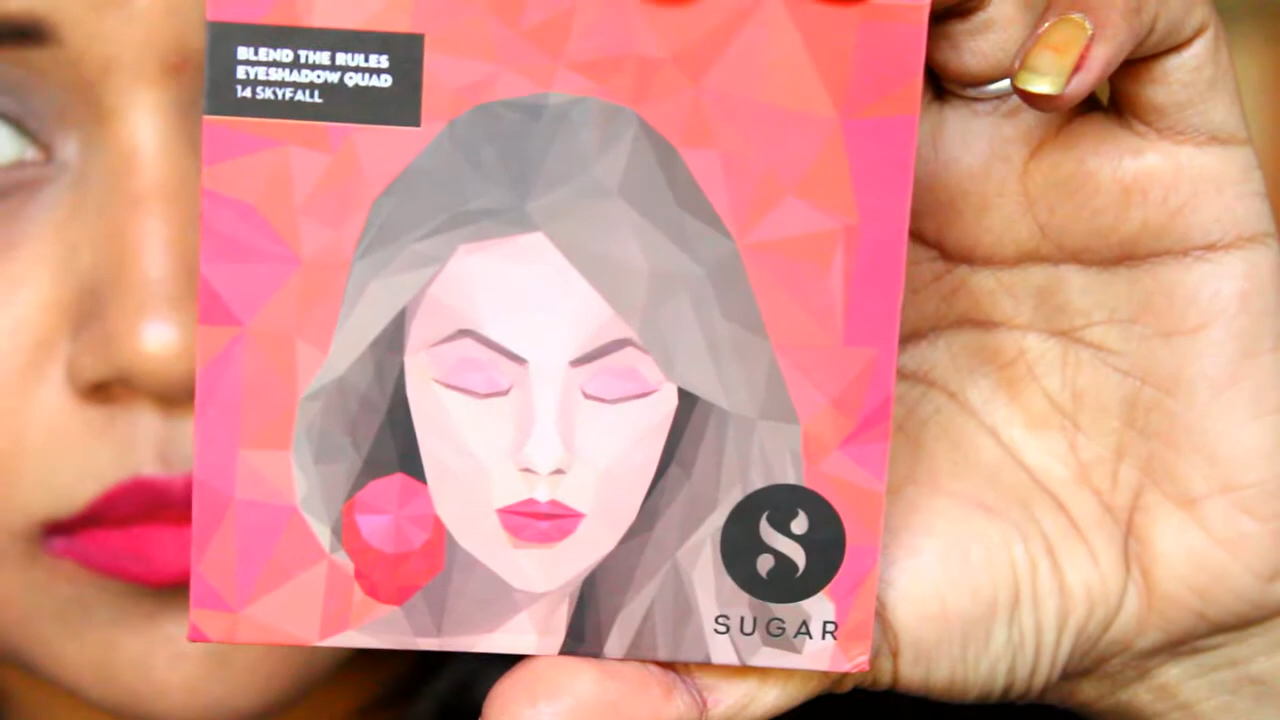 BLEND THE RULES
EYESHADOW QUAD
14 SKYFALL
S
SUGAR